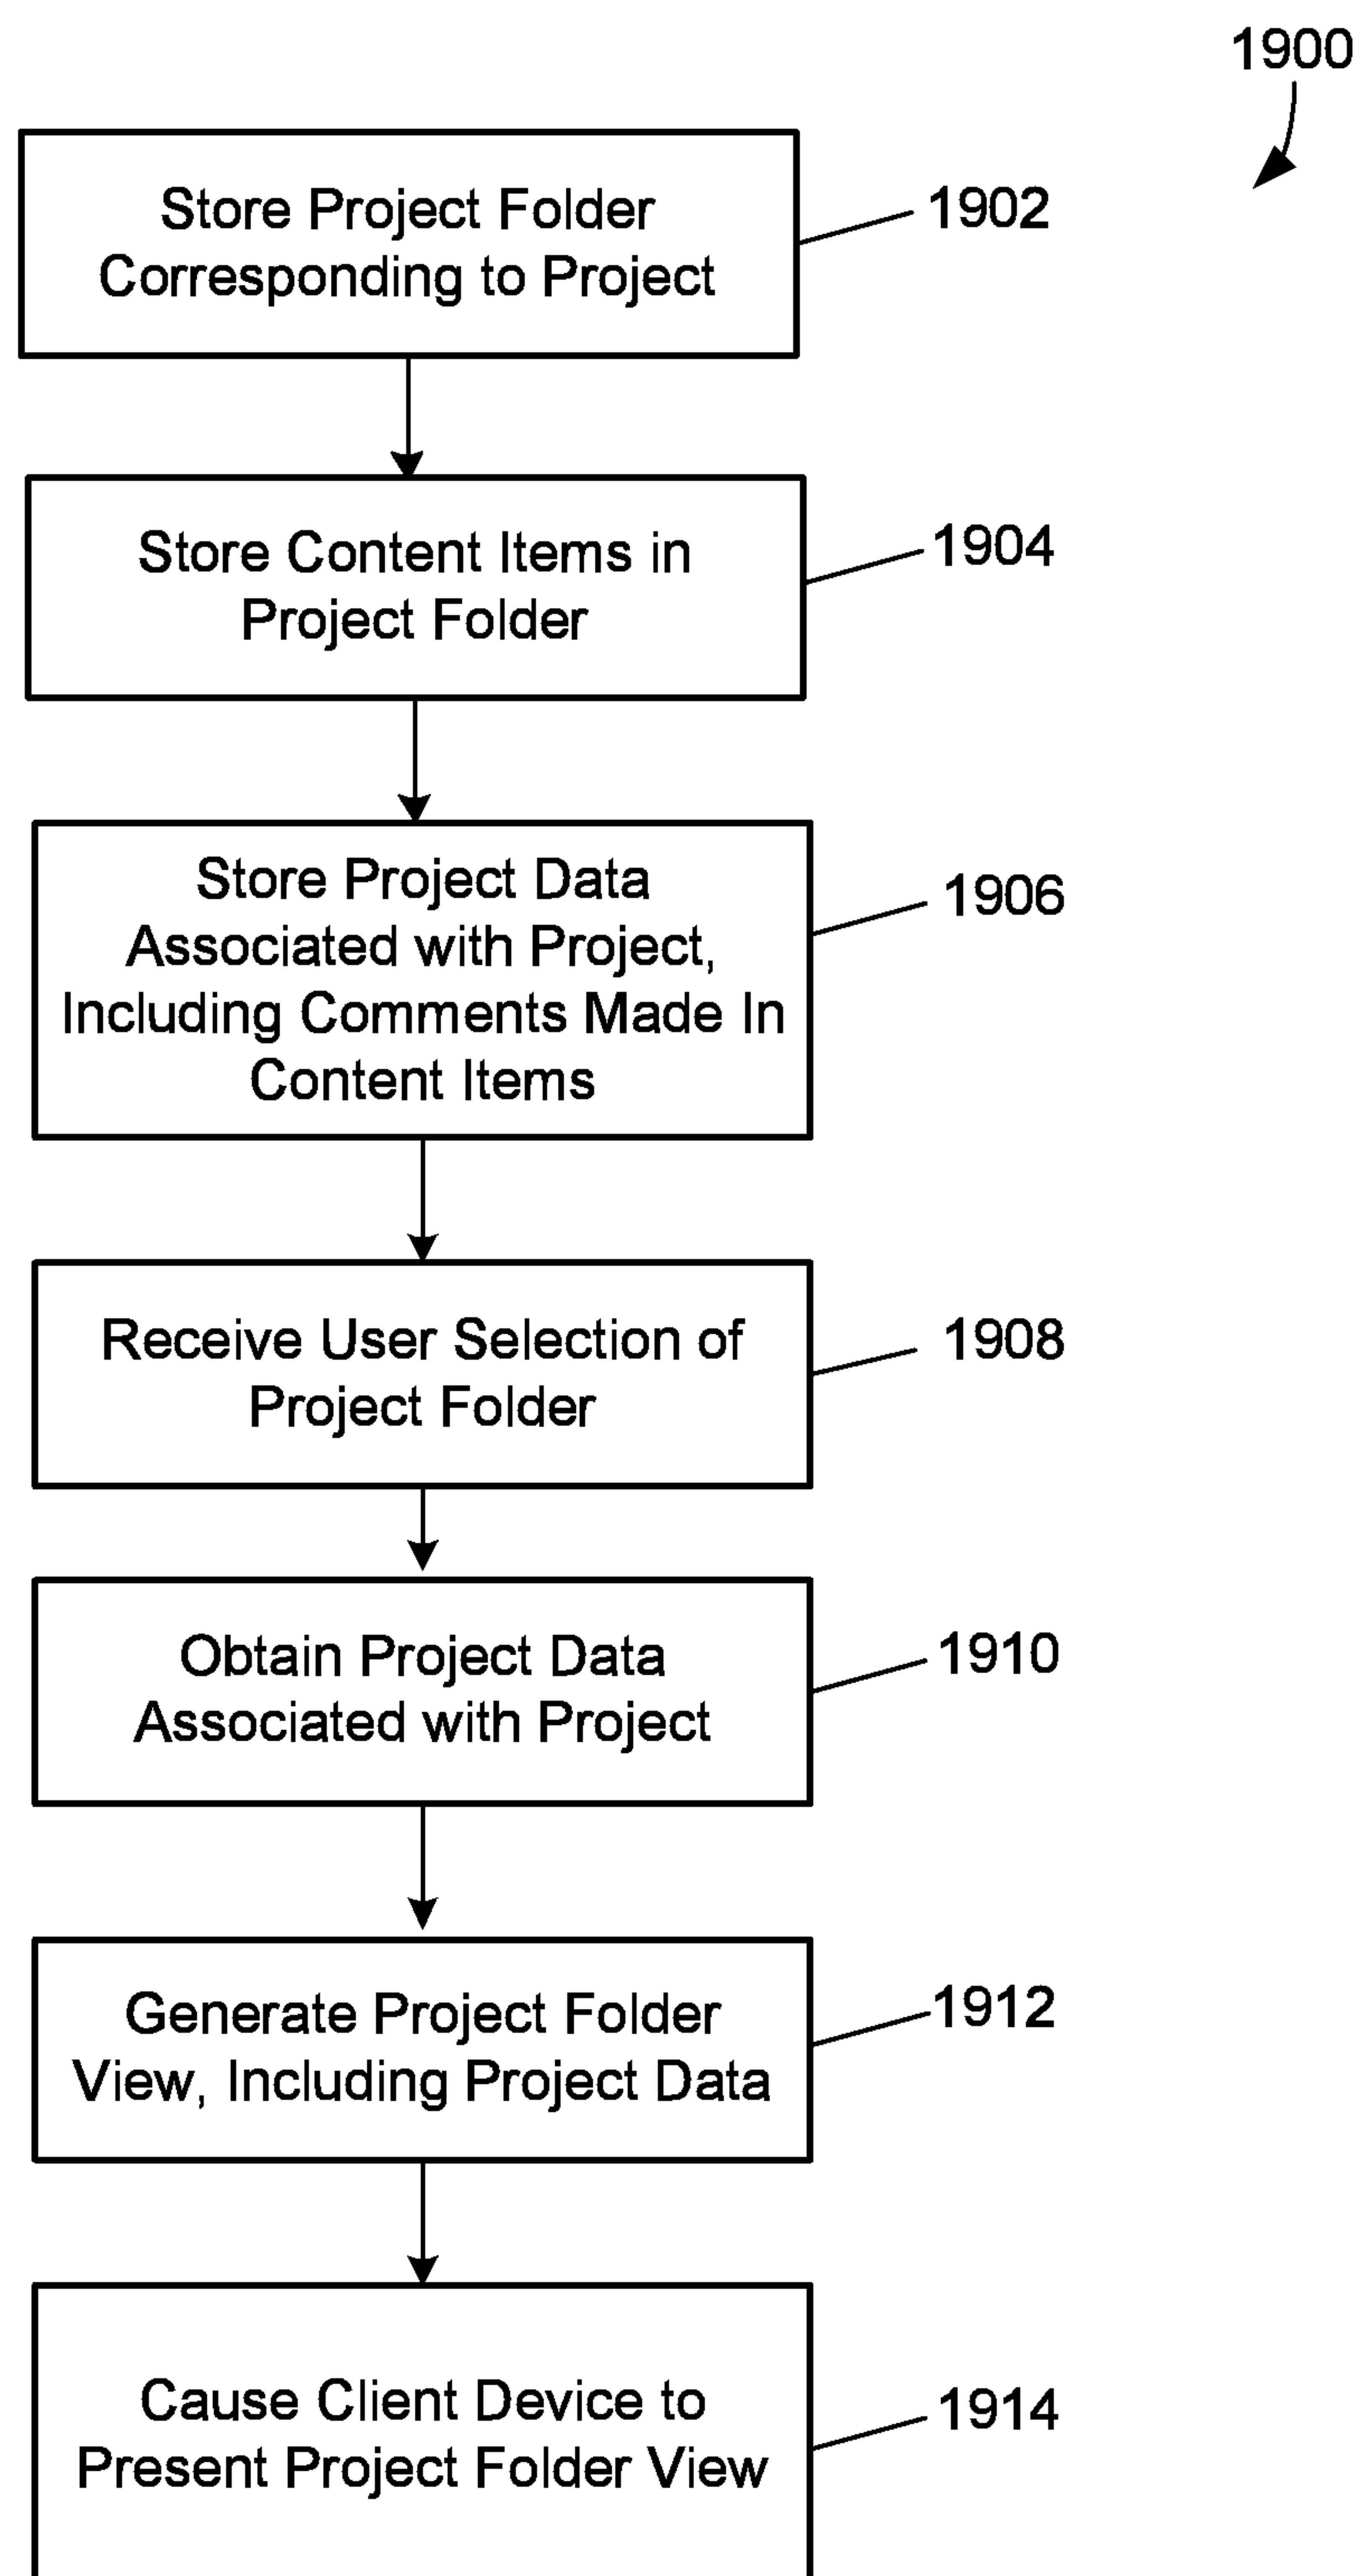 1900
Store Project Folder
Corresponding to Project
1902
Store Content Items in
Project Folder
1904
Store Project Data
Associated with Project,
Including Comments Made In
Content Items
1906
Receive User Selection of
Project Folder
1908
Obtain Project Data
Associated with Project
1910
Generate Project Folder
View, Including Project Data
1912
Cause Client Device to
Present Project Folder View
1914